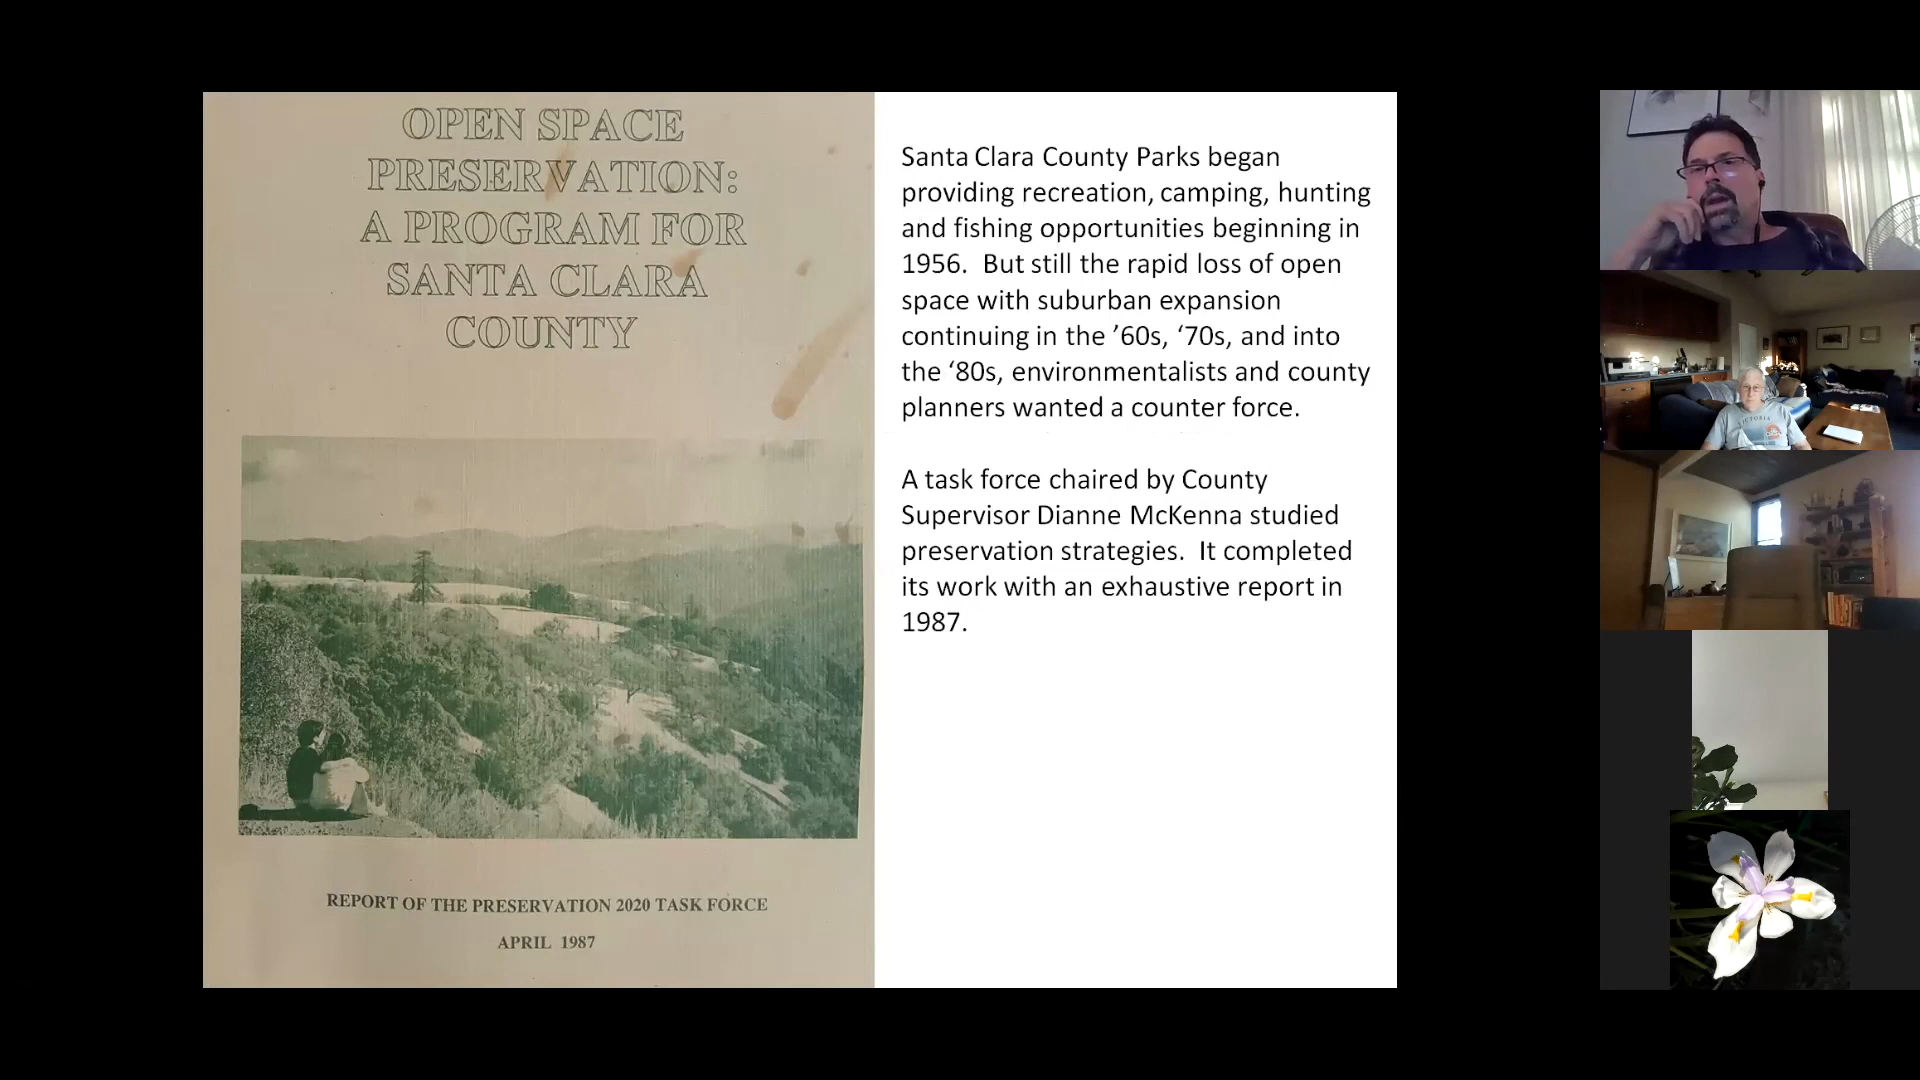 OPEN SPACE
PRESERVATION:
A PROGRAM FOR
SANTA CLARA
COUNTY
REPORT OF THE PRESERVATION 2020 TASK FORCE
APRIL 1987
Santa Clara County Parks began
providing recreation, camping, hunting
and fishing opportunities beginning in
1956.  But still the rapid loss of open
space with suburban expansion
continuing in the ’60s, ‘70s, and into
the ‘80s, environmentalists and county
planners wanted a counter force.
A task force chaired by County
Supervisor Dianne McKenna studied
preservation strategies.  It completed
its work with an exhaustive report in
1987.
VICTORIA